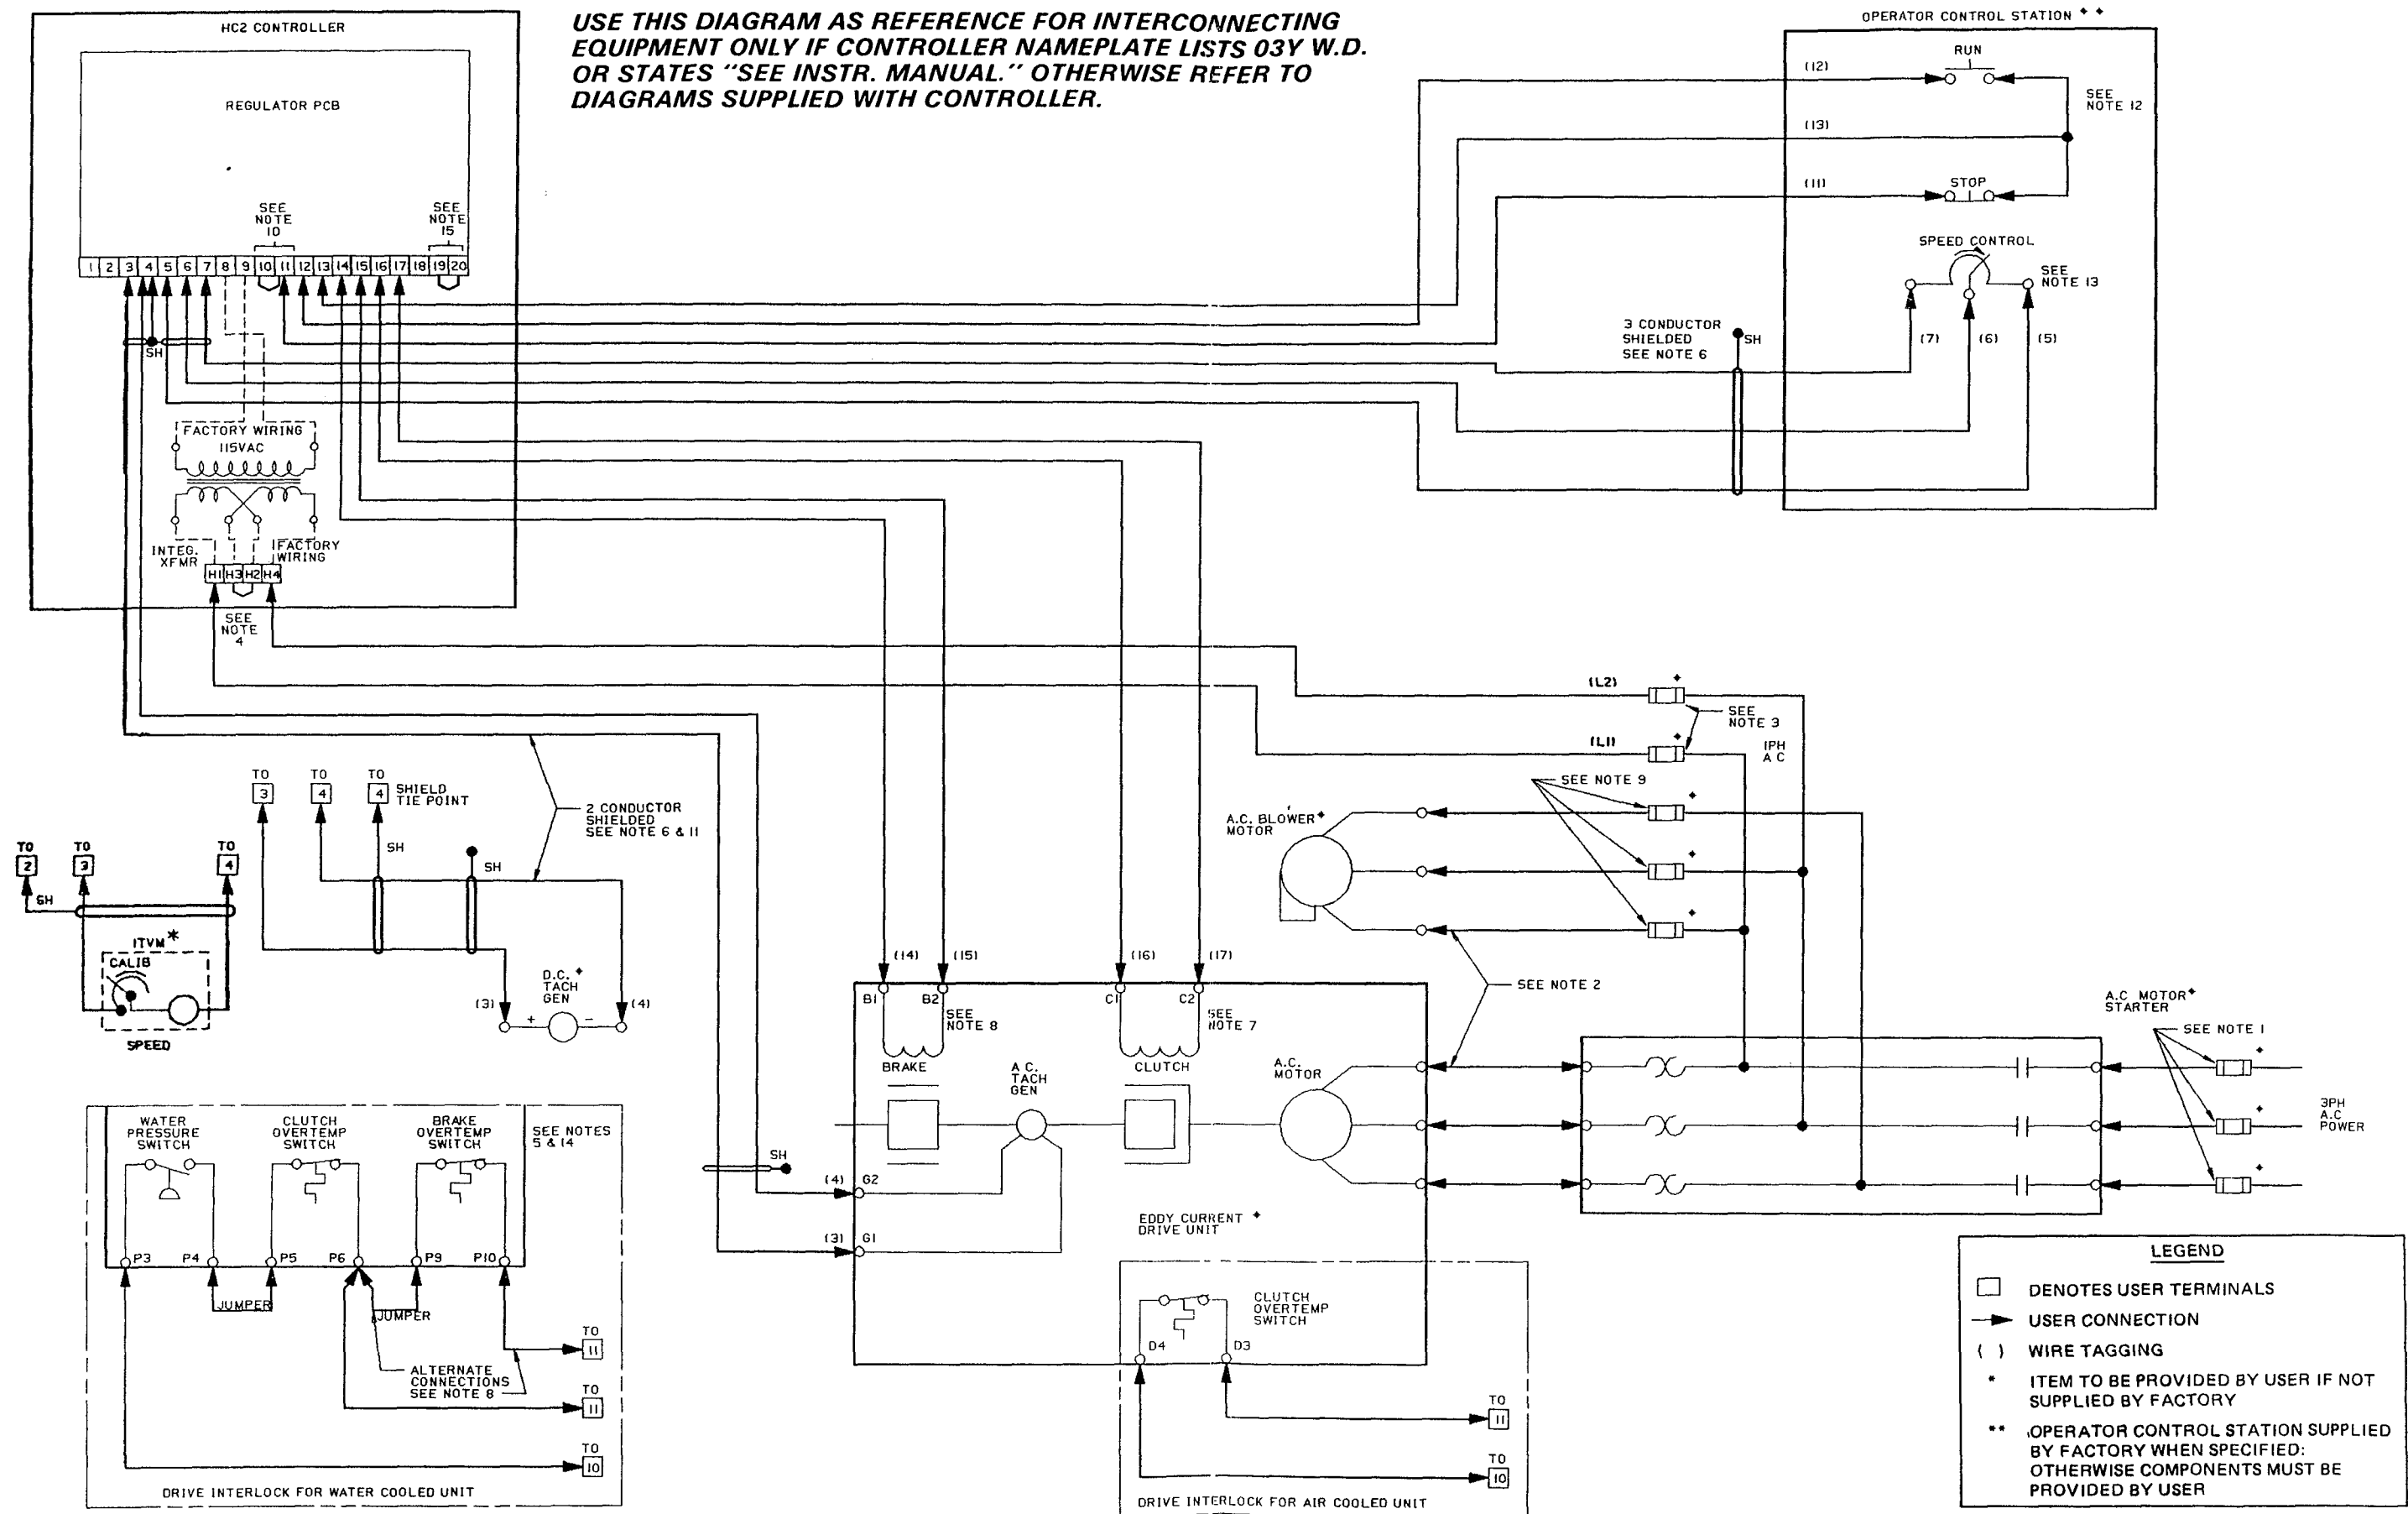 USE THIS DIAGRAM AS REFERENCE FOR INTERCONNECTING
EQUIPMENT ONLY IF CONTROLLER NAMEPLATE LISTS 03Y W.D.
OR STATES "SEE INSTR. MANUAL." OTHERWISE REFER TO
DIAGRAMS SUPPLIED WITH CONTROLLER.
HC2 CONTROLLER
REGULATOR PCB
SEE
NOTE
10
SEE
NOTE
15
1 2 3 4 5 6 7 8 9 10 11 12 13 14 15 16 17 18 19 20
SH
FACTORY WIRING
115VAC
INTEG.
XFMR
FACTORY
WIRING
H1 H3 H2 H4
SEE
NOTE
4
OPERATOR CONTROL STATION **
RUN
(12)
SEE
NOTE 12
(13)
(11)
STOP
SPEED CONTROL
SEE
NOTE 13
3 CONDUCTOR
SHIELDED
SEE NOTE 6
SH
(7)
(6)
(5)
(L2)
*
SEE
NOTE 3
(L1)
*
1PH
A C
SEE NOTE 9
*
A.C. BLOWER *
MOTOR
*
*
SEE NOTE 2
TO
3
TO
4
TO
4
SHIELD
TIE POINT
2 CONDUCTOR
SHIELDED
SEE NOTE 6 & 11
SH
SH
D.C. *
TACH
GEN
(3)
(4)
+
-
TO
2
TO
3
TO
4
SH
1TVM *
CALIB
SPEED
(14)
(15)
(16)
(17)
B1
B2
C1
C2
SEE
NOTE 8
SEE
NOTE 7
BRAKE
A C.
TACH
GEN
CLUTCH
A.C.
MOTOR
SH
(4)
G2
(3)
G1
EDDY CURRENT *
DRIVE UNIT
A.C MOTOR *
STARTER
SEE NOTE 1
*
*
*
3PH
A.C
POWER
WATER
PRESSURE
SWITCH
CLUTCH
OVERTEMP
SWITCH
BRAKE
OVERTEMP
SWITCH
SEE NOTES
5 & 14
P3
P4
P5
P6
P9
P10
JUMPER
JUMPER
ALTERNATE
CONNECTIONS
SEE NOTE 8
TO
11
TO
11
TO
10
DRIVE INTERLOCK FOR WATER COOLED UNIT
CLUTCH
OVERTEMP
SWITCH
D4
D3
TO
11
TO
10
DRIVE INTERLOCK FOR AIR COOLED UNIT
LEGEND
DENOTES USER TERMINALS
USER CONNECTION
( ) WIRE TAGGING
* ITEM TO BE PROVIDED BY USER IF NOT
SUPPLIED BY FACTORY
** OPERATOR CONTROL STATION SUPPLIED
BY FACTORY WHEN SPECIFIED:
OTHERWISE COMPONENTS MUST BE
PROVIDED BY USER